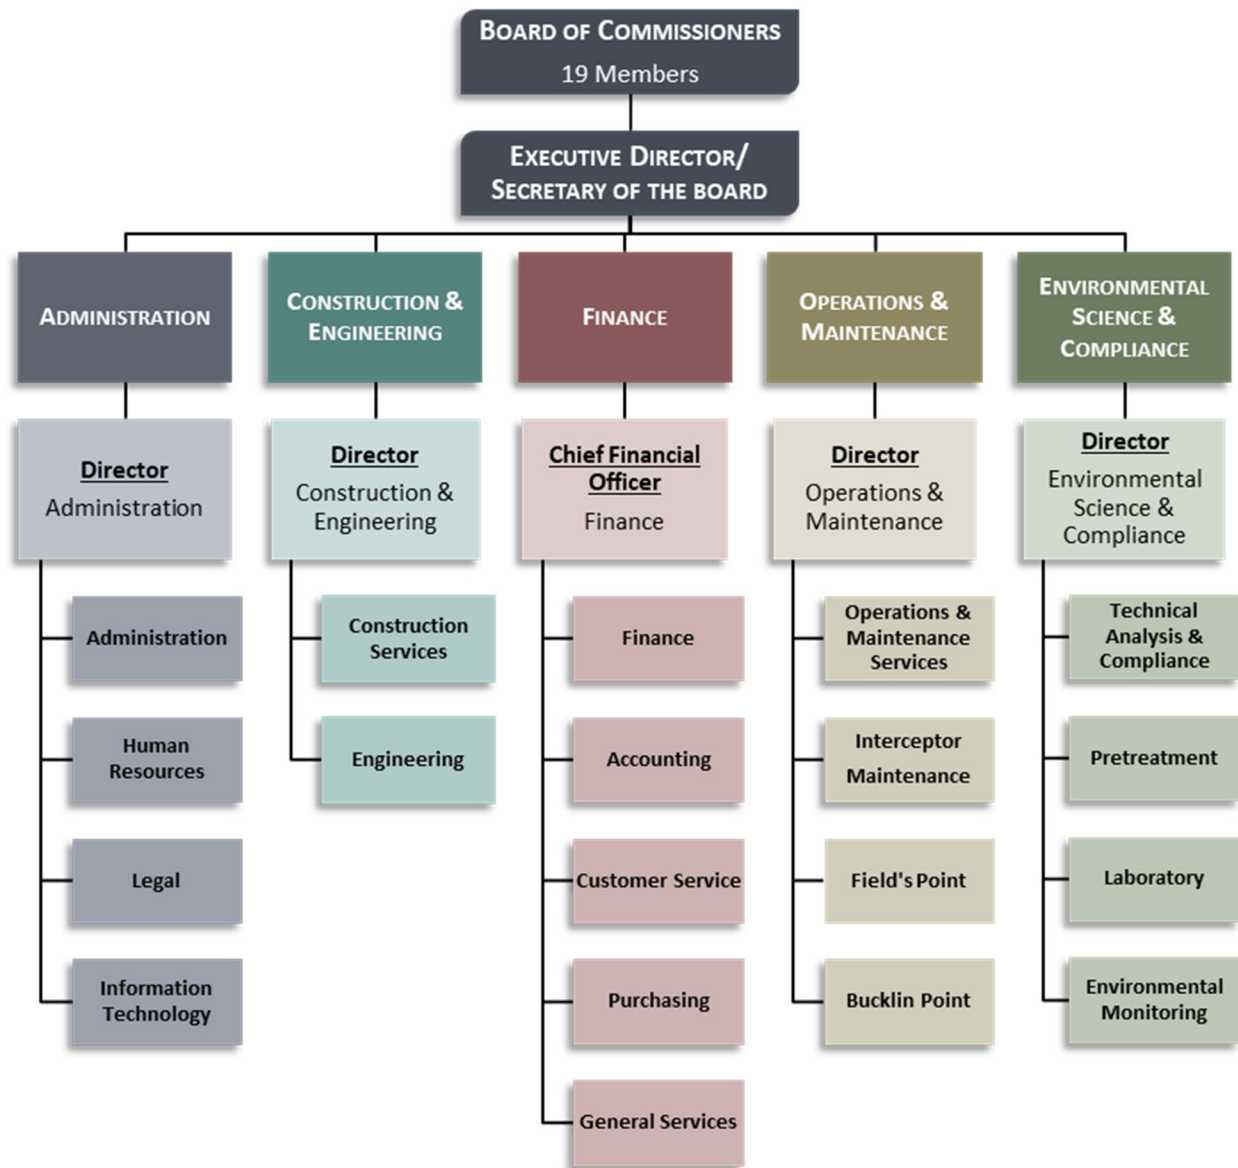 BOARD OF COMMISSIONERS
19 Members
EXECUTIVE DIRECTOR/
SECRETARY OF THE BOARD
ADMINISTRATION
CONSTRUCTION &
ENGINEERING
FINANCE
OPERATIONS &
MAINTENANCE
ENVIRONMENTAL
SCIENCE &
COMPLIANCE
Director
Administration
Director
Construction &
Engineering
Chief Financial
Officer
Finance
Director
Operations &
Maintenance
Director
Environmental
Science &
Compliance
Administration
Human
Resources
Legal
Information
Technology
Construction
Services
Engineering
Finance
Accounting
Customer Service
Purchasing
General Services
Operations &
Maintenance
Services
Interceptor
Maintenance
Field's Point
Bucklin Point
Technical
Analysis &
Compliance
Pretreatment
Laboratory
Environmental
Monitoring